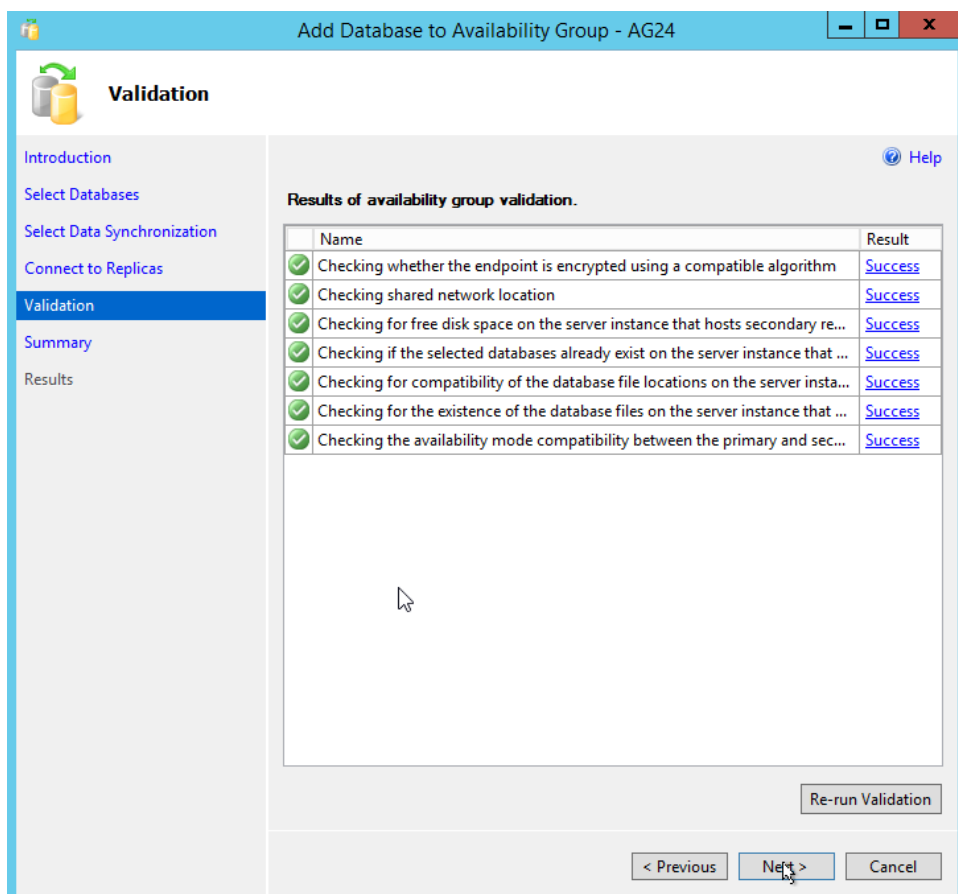 Add Database to Availability Group - AG24
Validation
Introduction
Select Databases
Select Data Synchronization
Connect to Replicas
Validation
Summary
Results
Help
Results of availability group validation.
Name Result
Checking whether the endpoint is encrypted using a compatible algorithm Success
Checking shared network location Success
Checking for free disk space on the server instance that hosts secondary re... Success
Checking if the selected databases already exist on the server instance that ... Success
Checking for compatibility of the database file locations on the server insta... Success
Checking for the existence of the database files on the server instance that ... Success
Checking the availability mode compatibility between the primary and sec... Success
Re-run Validation
< Previous Next > Cancel